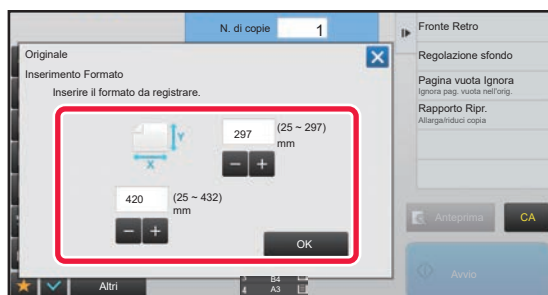 N. di copie 1
Originale
Inserimento Formato
Inserire il formato da registrare.
Y
X
297 (25 ~ 297)
mm
− +
420 (25 ~ 432)
mm
− +
OK
Fronte Retro
Regolazione sfondo
Pagina vuota Ignora
Ignora pag. vuota nell'orig.
Rapporto Ripr.
Allarga/riduci copia
Anteprima
CA
Avvio
Altri
3 B4
4 A3